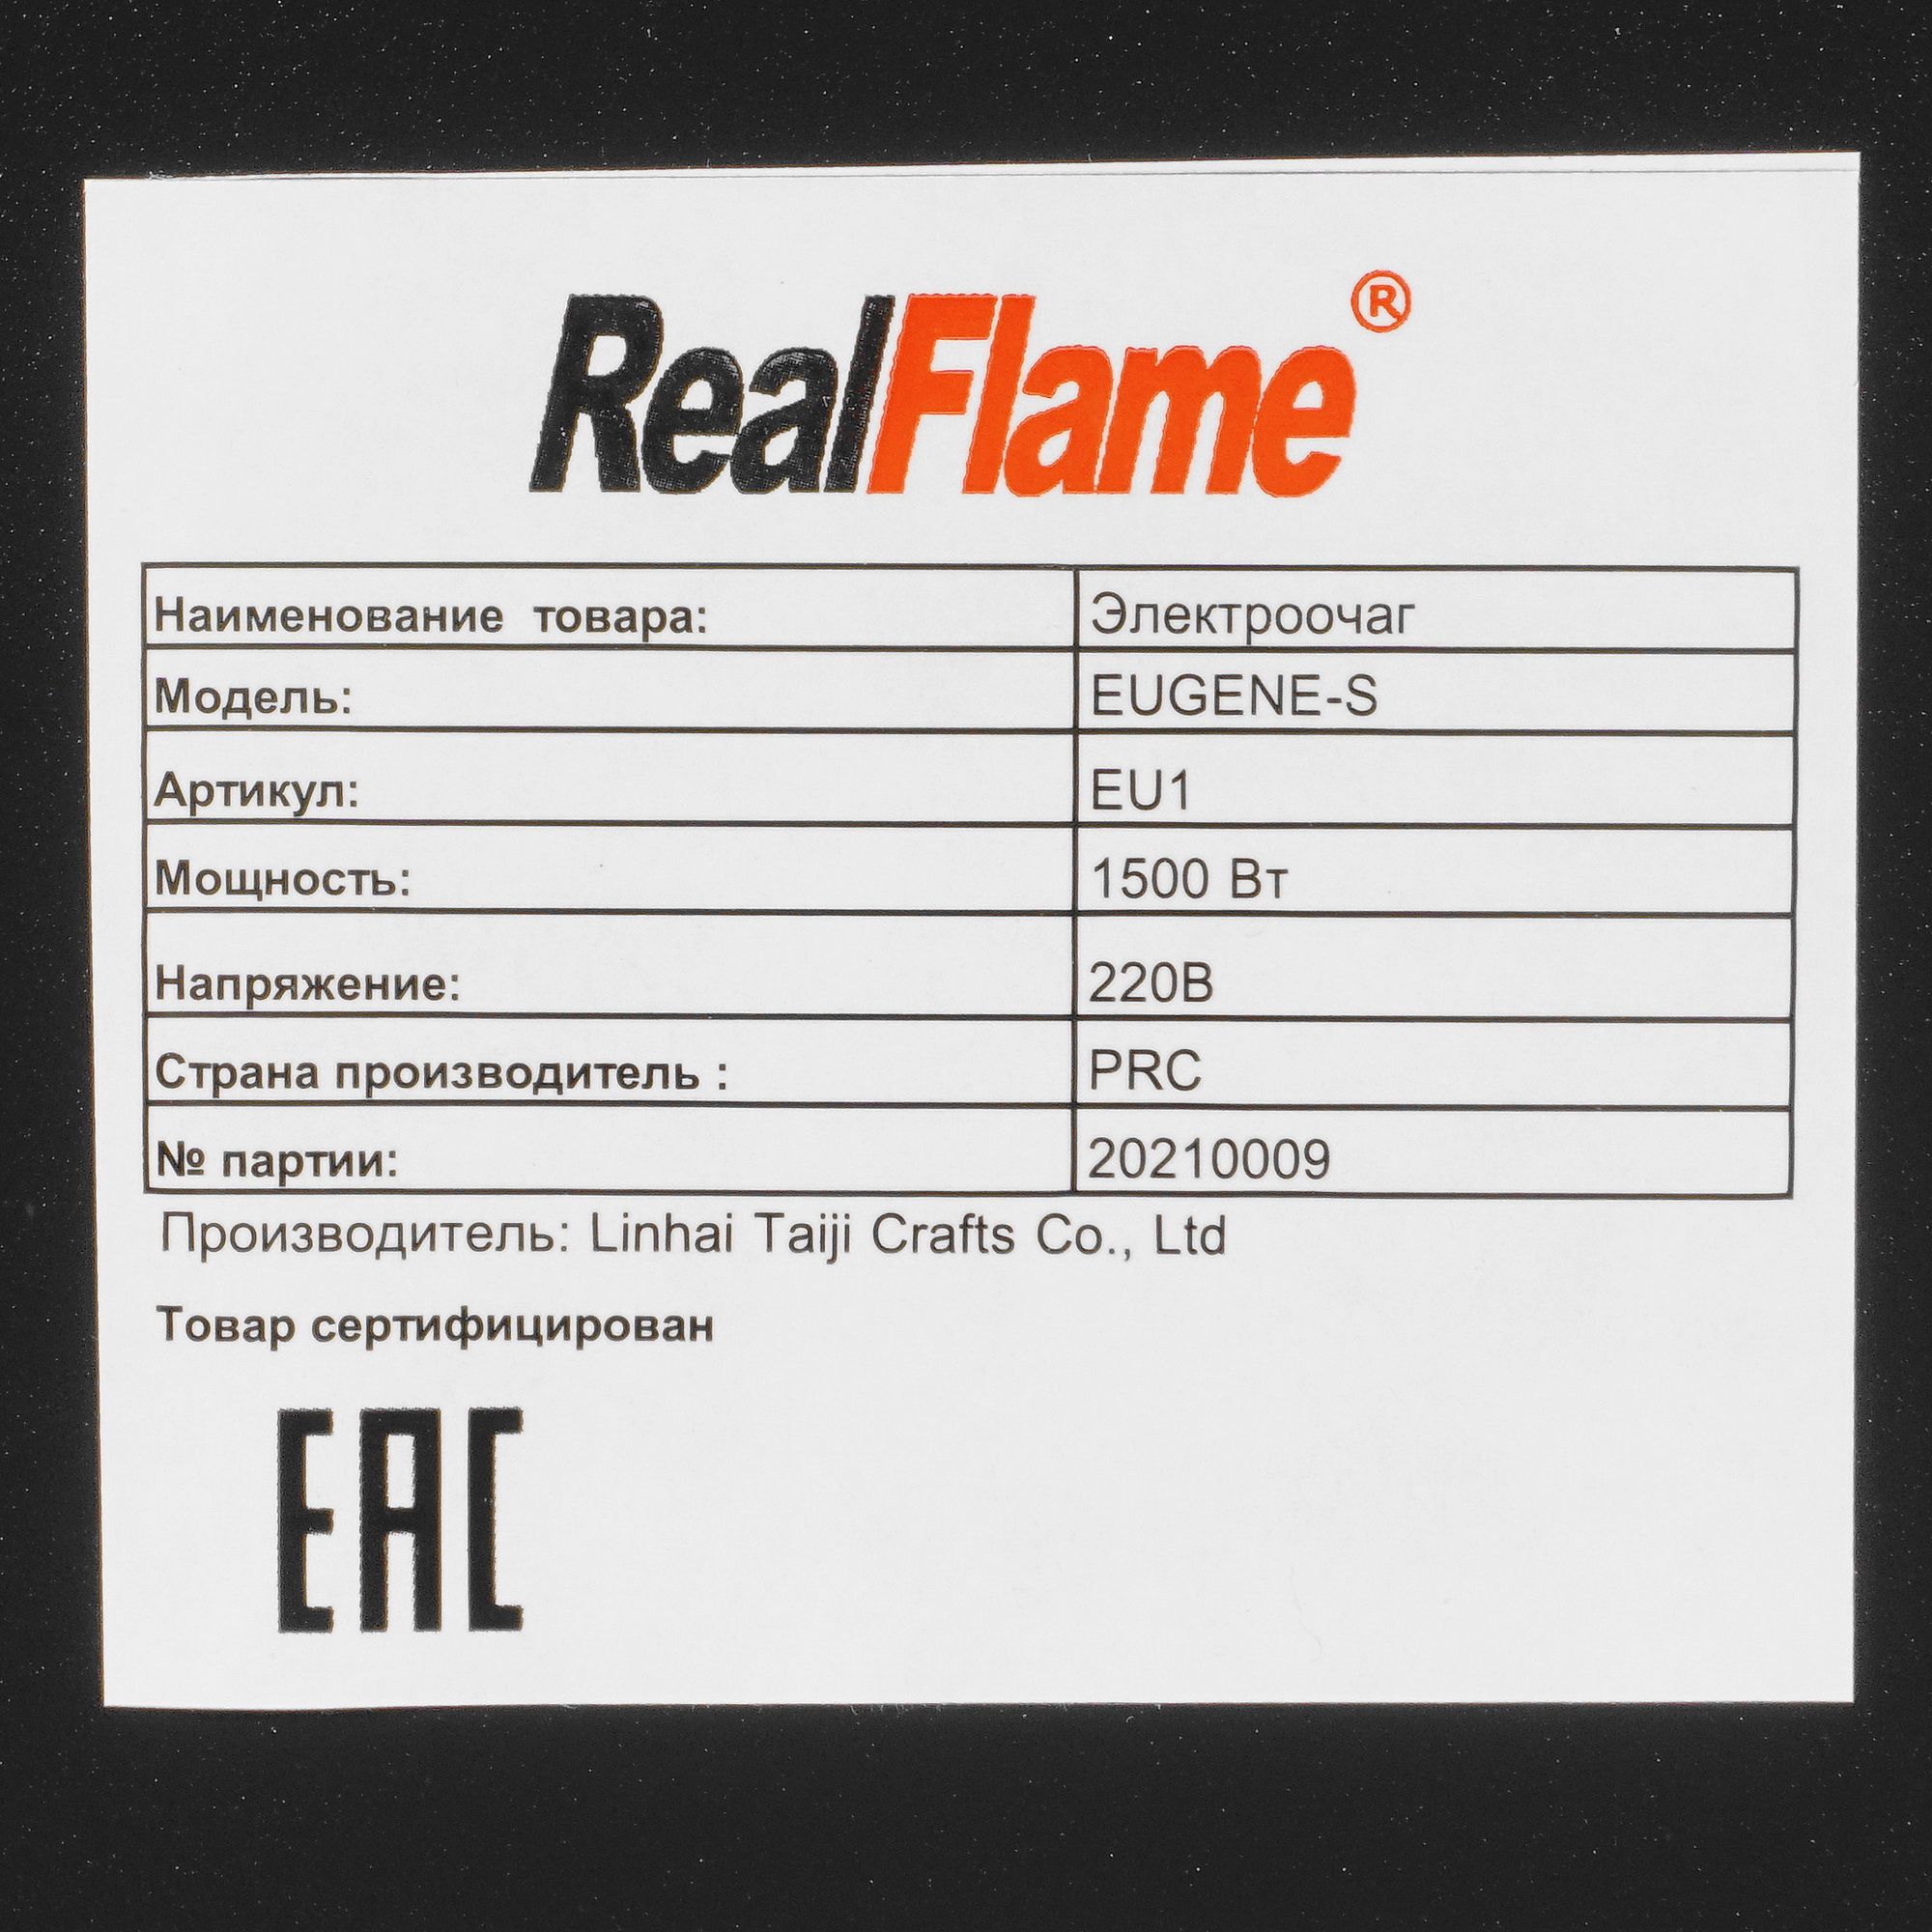 RealFlame®
Наименование товара: Электроочаг
Модель: EUGENE-S
Артикул: EU1
Мощность: 1500 Вт
Напряжение: 220В
Страна производитель : PRC
№ партии: 20210009
Производитель: Linhai Taiji Crafts Co., Ltd
Товар сертифицирован
EAC